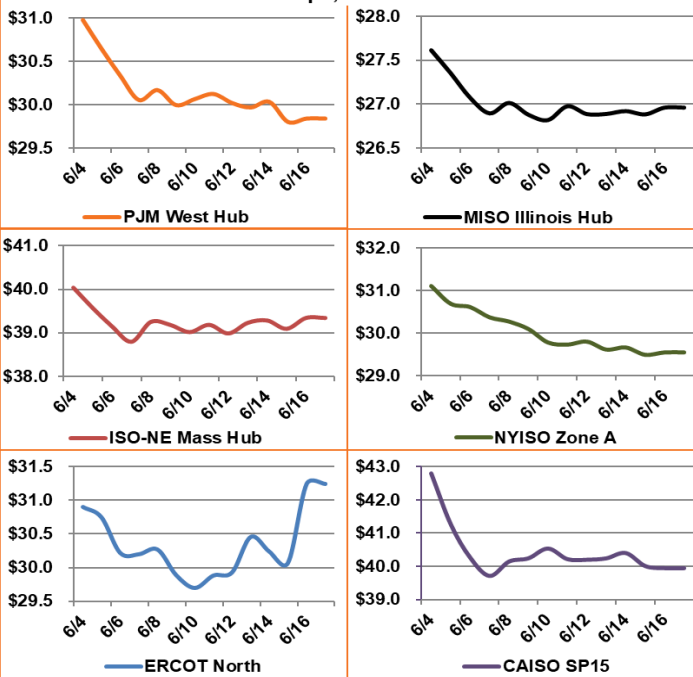 $31.0
$30.5
$30.0
$29.5
6/4 6/6 6/8 6/10 6/12 6/14 6/16
PJM West Hub
$28.0
$27.5
$27.0
$26.5
6/4 6/6 6/8 6/10 6/12 6/14 6/16
MISO Illinois Hub
$41.0
$40.0
$39.0
$38.0
6/4 6/6 6/8 6/10 6/12 6/14 6/16
ISO-NE Mass Hub
$32.0
$31.0
$30.0
$29.0
6/4 6/6 6/8 6/10 6/12 6/14 6/16
NYISO Zone A
$31.5
$31.0
$30.5
$30.0
$29.5
6/4 6/6 6/8 6/10 6/12 6/14 6/16
ERCOT North
$43.0
$42.0
$41.0
$40.0
$39.0
6/4 6/6 6/8 6/10 6/12 6/14 6/16
CAISO SP15